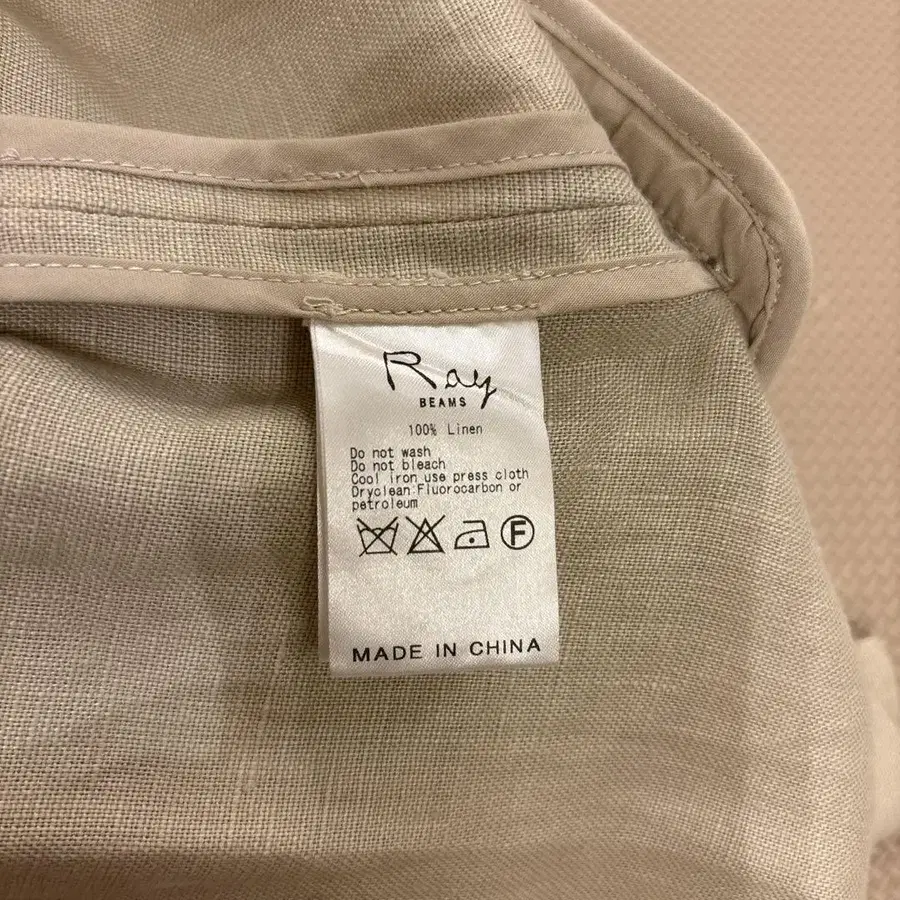 Ray
BEAMS
100% Linen
Do not wash
Do not bleach
Cool iron use press cloth
Dryclean Fluorocarbon or
petroleum
F
MADE IN CHINA